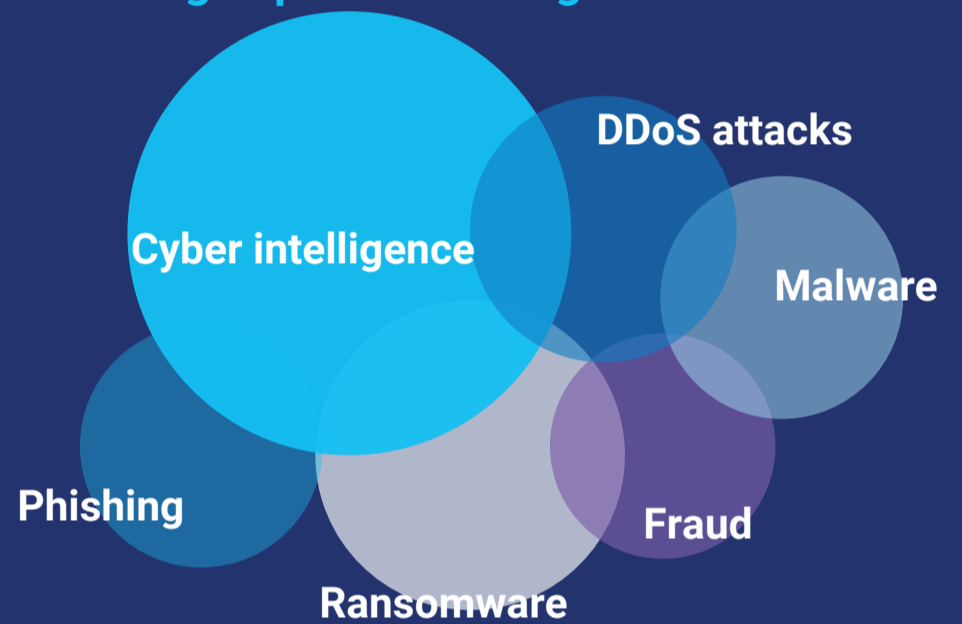 DDoS attacks
Cyber intelligence
Malware
Phishing
Fraud
Ransomware